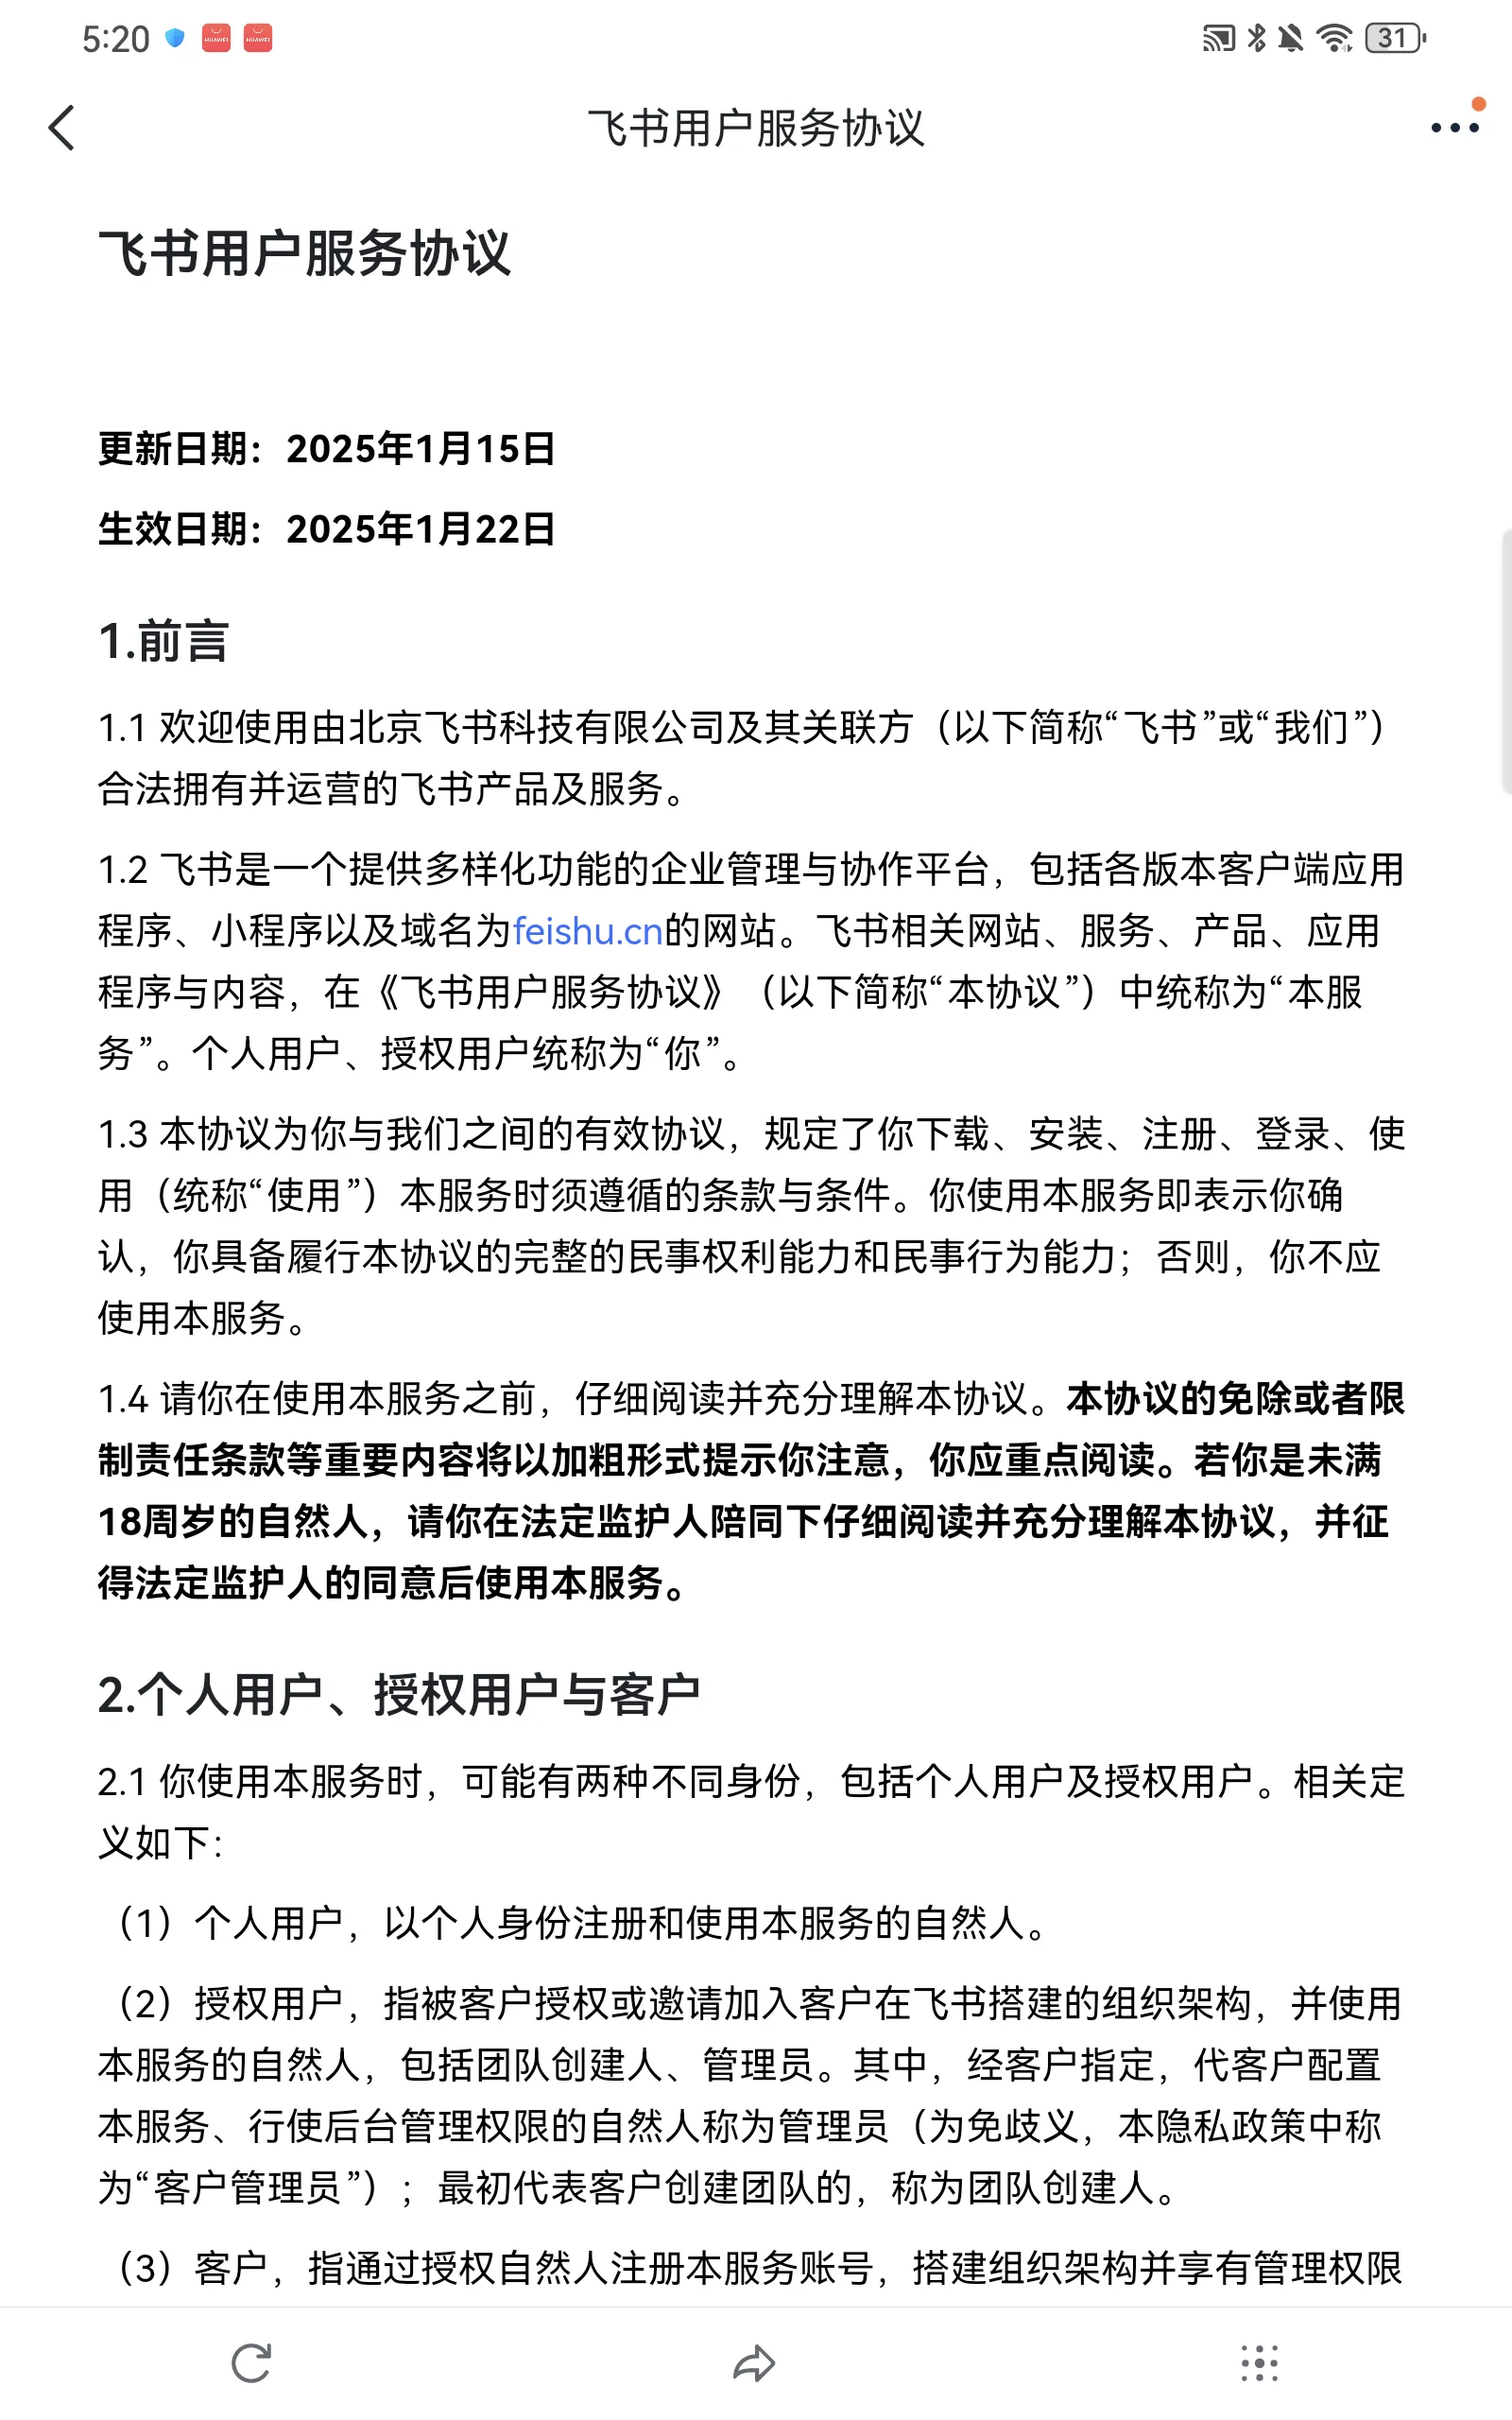 5:20
HUAWEI
HUAWEI
31
飞书用户服务协议
飞书用户服务协议
更新日期：2025年1月15日
生效日期：2025年1月22日
1.前言
1.1 欢迎使用由北京飞书科技有限公司及其关联方（以下简称“飞书”或“我们”）
合法拥有并运营的飞书产品及服务。
1.2 飞书是一个提供多样化功能的企业管理与协作平台，包括各版本客户端应用
程序、小程序以及域名为feishu.cn的网站。飞书相关网站、服务、产品、应用
程序与内容，在《飞书用户服务协议》（以下简称“本协议”）中统称为“本服
务”。个人用户、授权用户统称为“你”。
1.3 本协议为你与我们之间的有效协议，规定了你下载、安装、注册、登录、使
用（统称“使用”）本服务时须遵循的条款与条件。你使用本服务即表示你确
认，你具备履行本协议的完整的民事权利能力和民事行为能力；否则，你不应
使用本服务。
1.4 请你在使用本服务之前，仔细阅读并充分理解本协议。本协议的免除或者限
制责任条款等重要内容将以加粗形式提示你注意，你应重点阅读。若你是未满
18周岁的自然人，请你在法定监护人陪同下仔细阅读并充分理解本协议，并征
得法定监护人的同意后使用本服务。
2.个人用户、授权用户与客户
2.1 你使用本服务时，可能有两种不同身份，包括个人用户及授权用户。相关定
义如下：
（1）个人用户，以个人身份注册和使用本服务的自然人。
（2）授权用户，指被客户授权或邀请加入客户在飞书搭建的组织架构，并使用
本服务的自然人，包括团队创建人、管理员。其中，经客户指定，代客户配置
本服务、行使后台管理权限的自然人称为管理员（为免歧义，本隐私政策中称
为“客户管理员”）；最初代表客户创建团队的，称为团队创建人。
（3）客户，指通过授权自然人注册本服务账号，搭建组织架构并享有管理权限